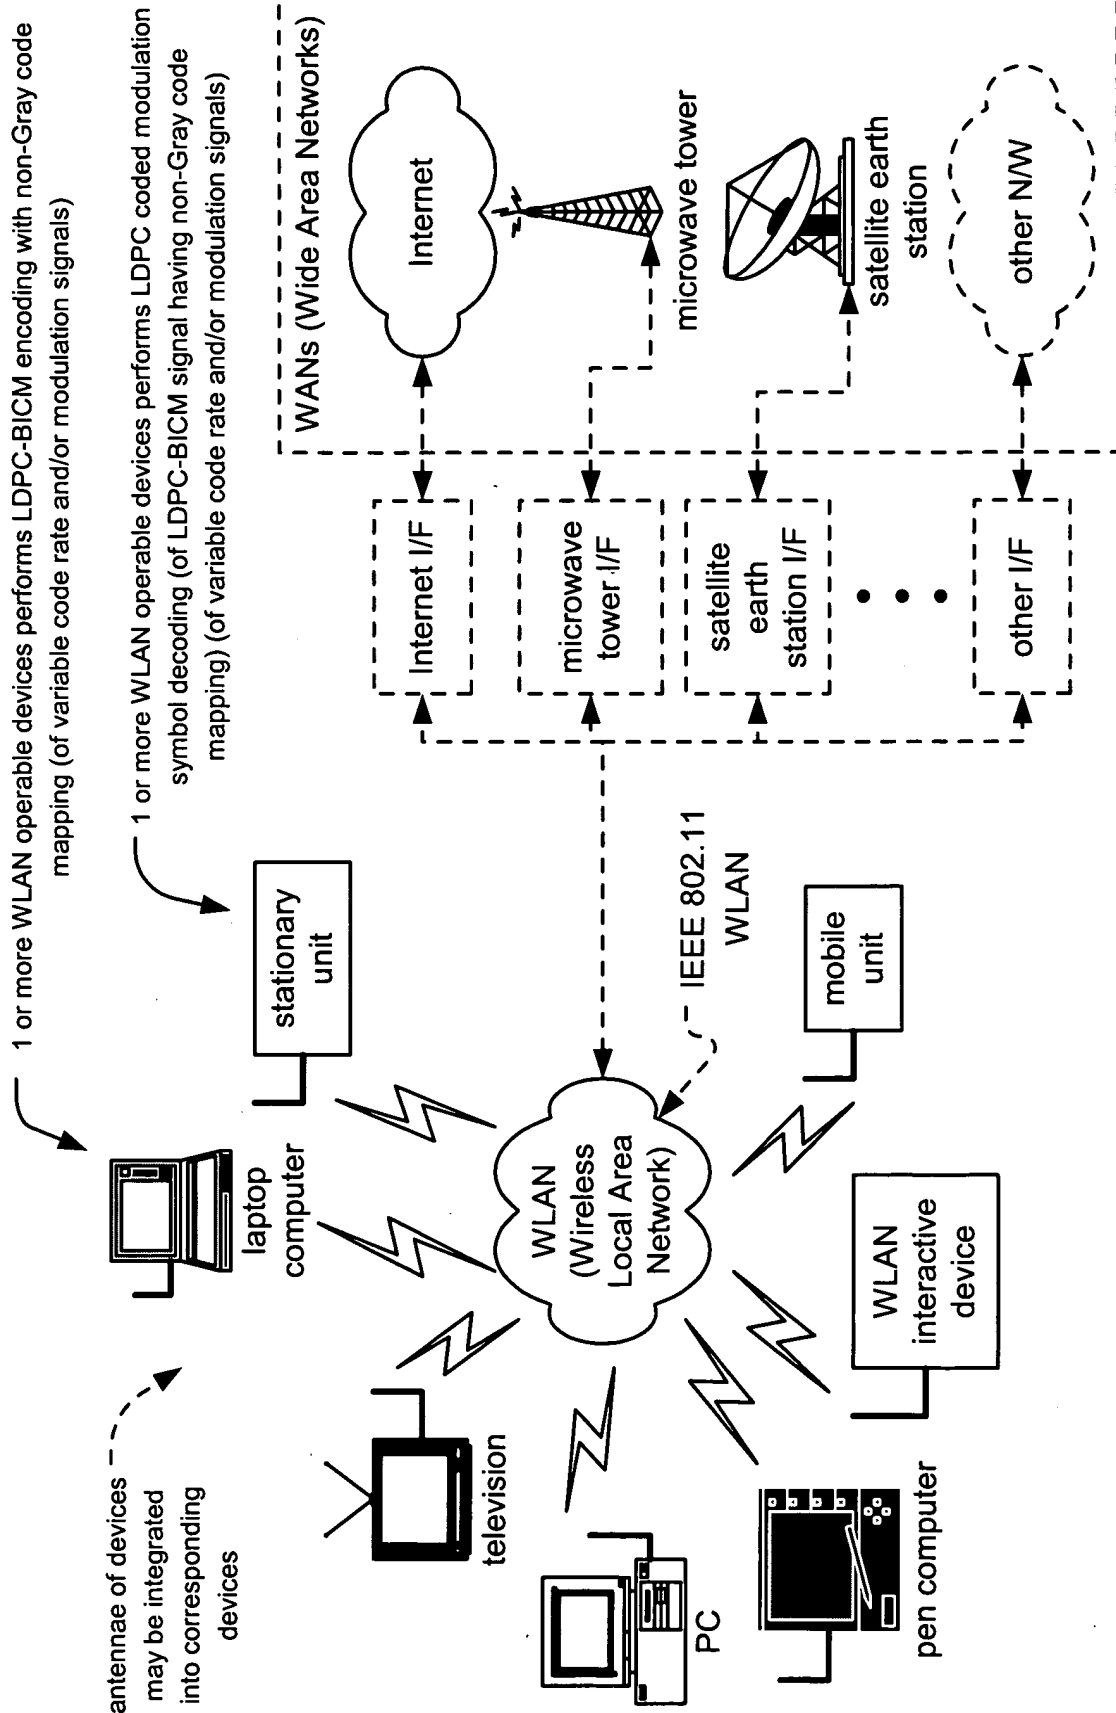 1 or more WLAN operable devices performs LDPC-BICM encoding with non-Gray code
mapping (of variable code rate and/or modulation signals)
1 or more WLAN operable devices performs LDPC coded modulation
symbol decoding (of LDPC-BICM signal having non-Gray code
mapping) (of variable code rate and/or modulation signals)
antennae of devices
may be integrated
into corresponding
devices
laptop
computer
stationary
unit
television
PC
pen computer
WLAN
interactive
device
mobile
unit
WLAN
(Wireless
Local Area
Network)
IEEE 802.11
WLAN
Internet I/F
microwave
tower I/F
satellite
earth
station I/F
other I/F
WANs (Wide Area Networks)
Internet
microwave tower
satellite earth
station
other N/W